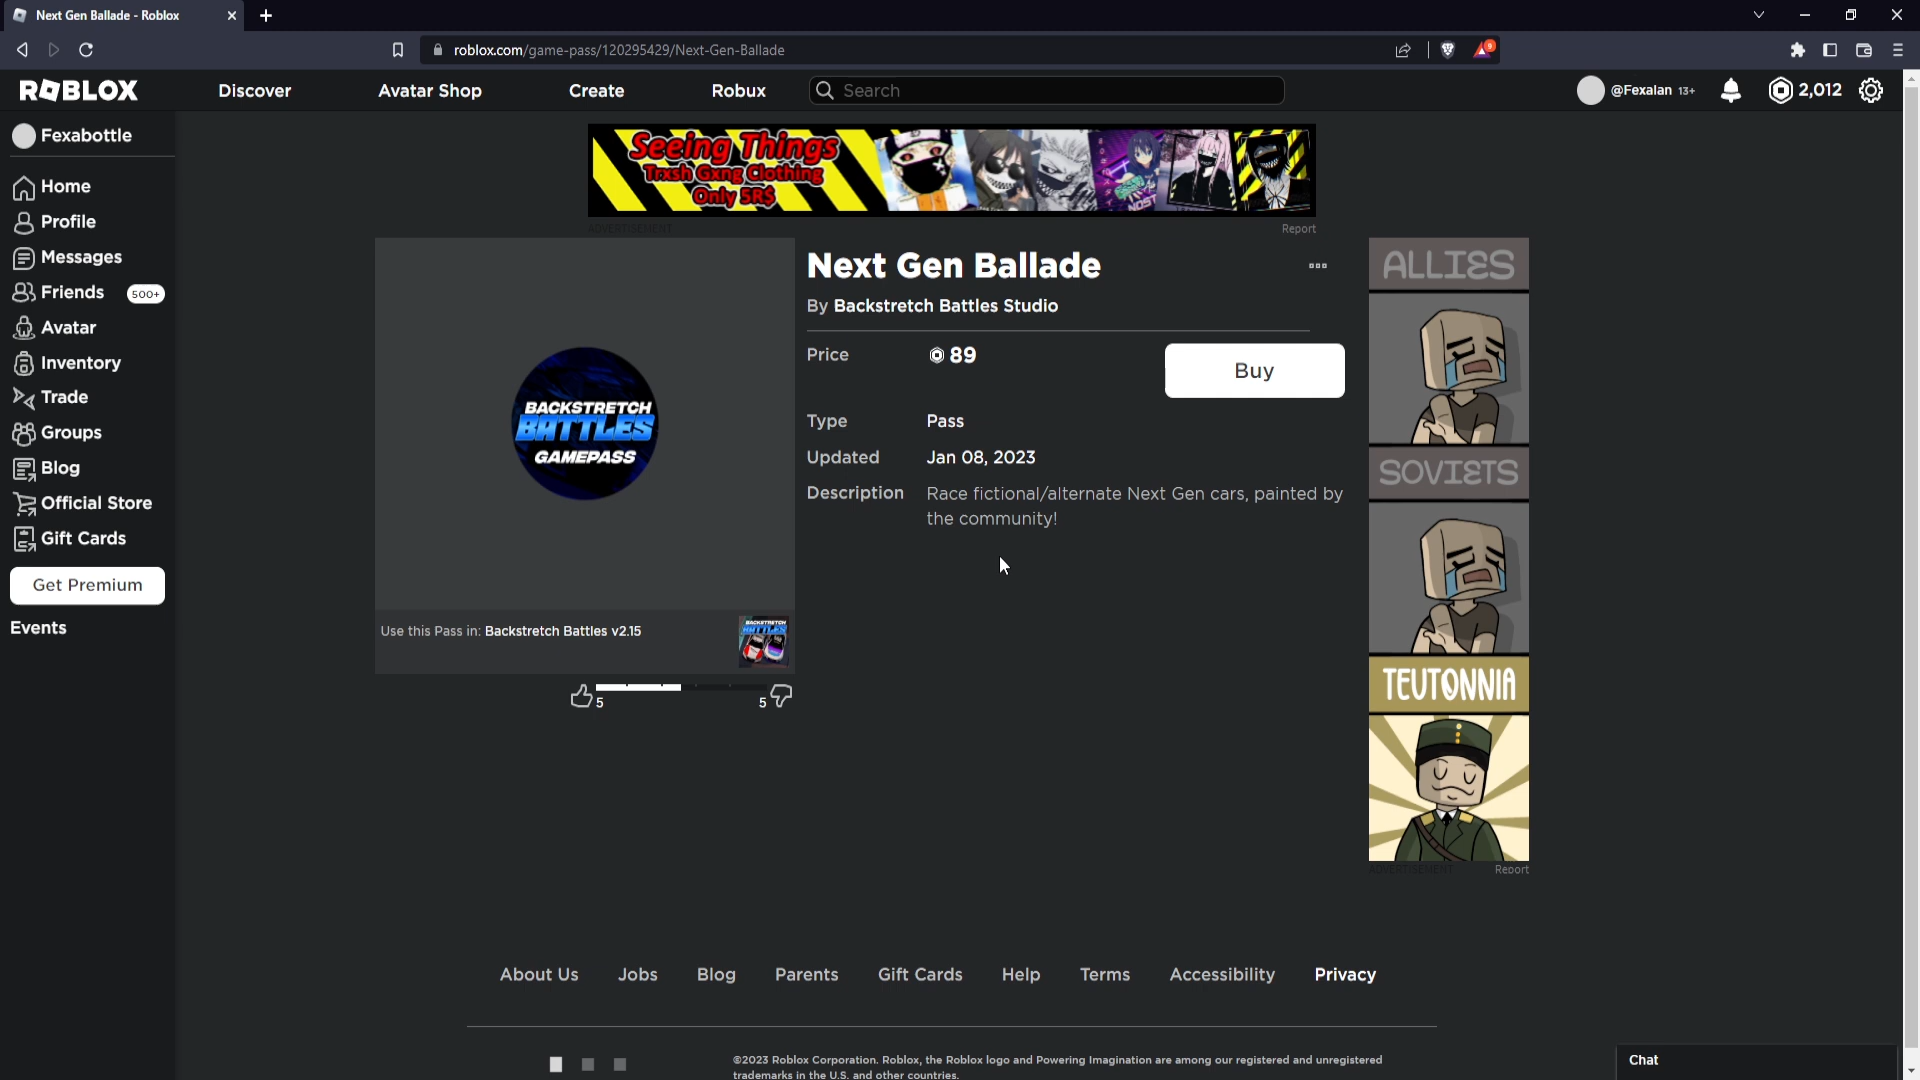 Next Gen Ballade - Roblox
roblox.com/game-pass/120295429/Next-Gen-Ballade
9
ROBLOX
Discover
Avatar Shop
Create
Robux
Search
@Fexalan 13+
2,012
Fexabottle
Home
Profile
Messages
Friends 500+
Avatar
Inventory
Trade
Groups
Blog
Official Store
Gift Cards
Get Premium
Events
Seeing Things
Trxsh Gxng Clothing
Only 5R$
ADVERTISEMENT
Report
BACKSTRETCH
BATTLES
GAMEPASS
Use this Pass in: Backstretch Battles v2.15
BACKSTRETCH
BATTLES
5
5
Next Gen Ballade
By Backstretch Battles Studio
Price 89
Buy
Type Pass
Updated Jan 08, 2023
Description Race fictional/alternate Next Gen cars, painted by
the community!
ALLIES
SOVIETS
TEUTONNIA
ADVERTISEMENT
Report
About Us
Jobs
Blog
Parents
Gift Cards
Help
Terms
Accessibility
Privacy
©2023 Roblox Corporation. Roblox, the Roblox logo and Powering Imagination are among our registered and unregistered
trademarks in the U.S. and other countries.
Chat